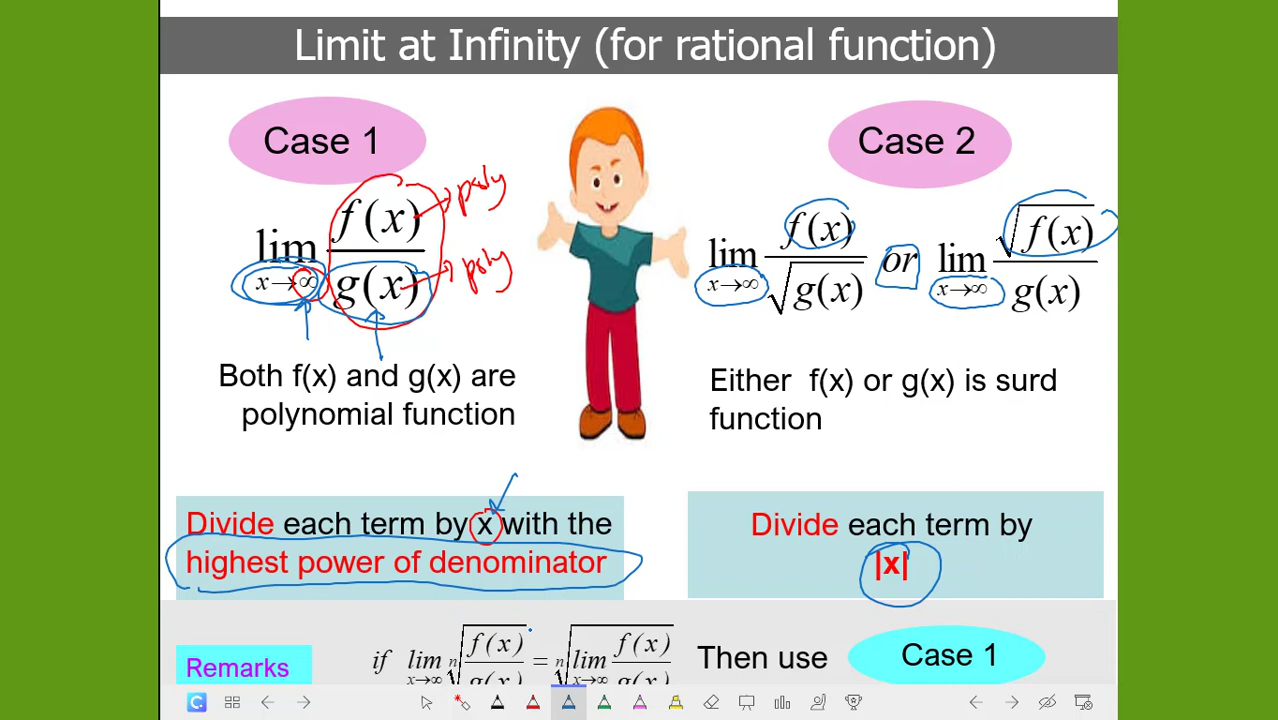 Limit at Infinity (for rational function)
Case 1
lim x→∞ f(x)/g(x)
poly
poly
Both f(x) and g(x) are
polynomial function
Divide each term by x with the
highest power of denominator
Case 2
lim x→∞ f(x)/√g(x) or lim x→∞ √f(x)/g(x)
Either f(x) or g(x) is surd
function
Divide each term by
|x|
Remarks
if lim x→∞ ⁿ√f(x)/g(x) = ⁿ√lim x→∞ f(x)/g(x) Then use Case 1